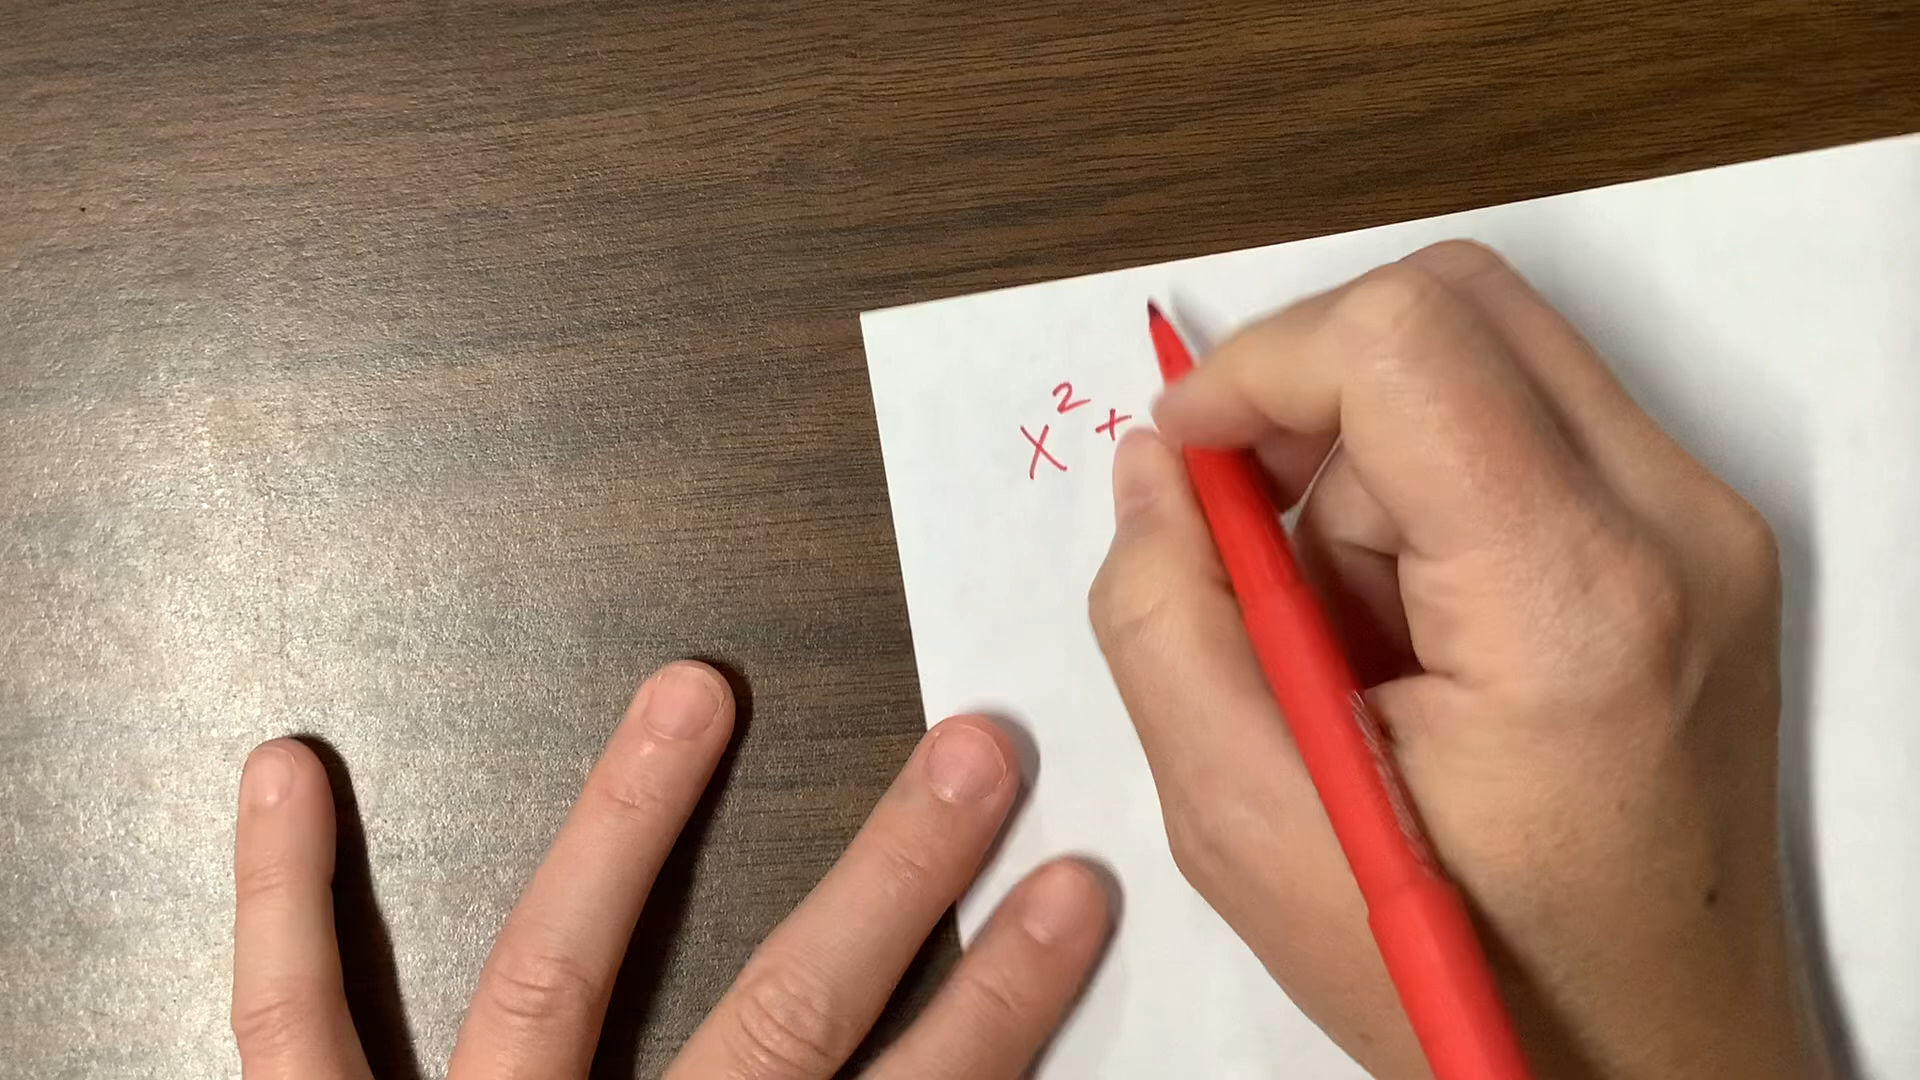 x² +